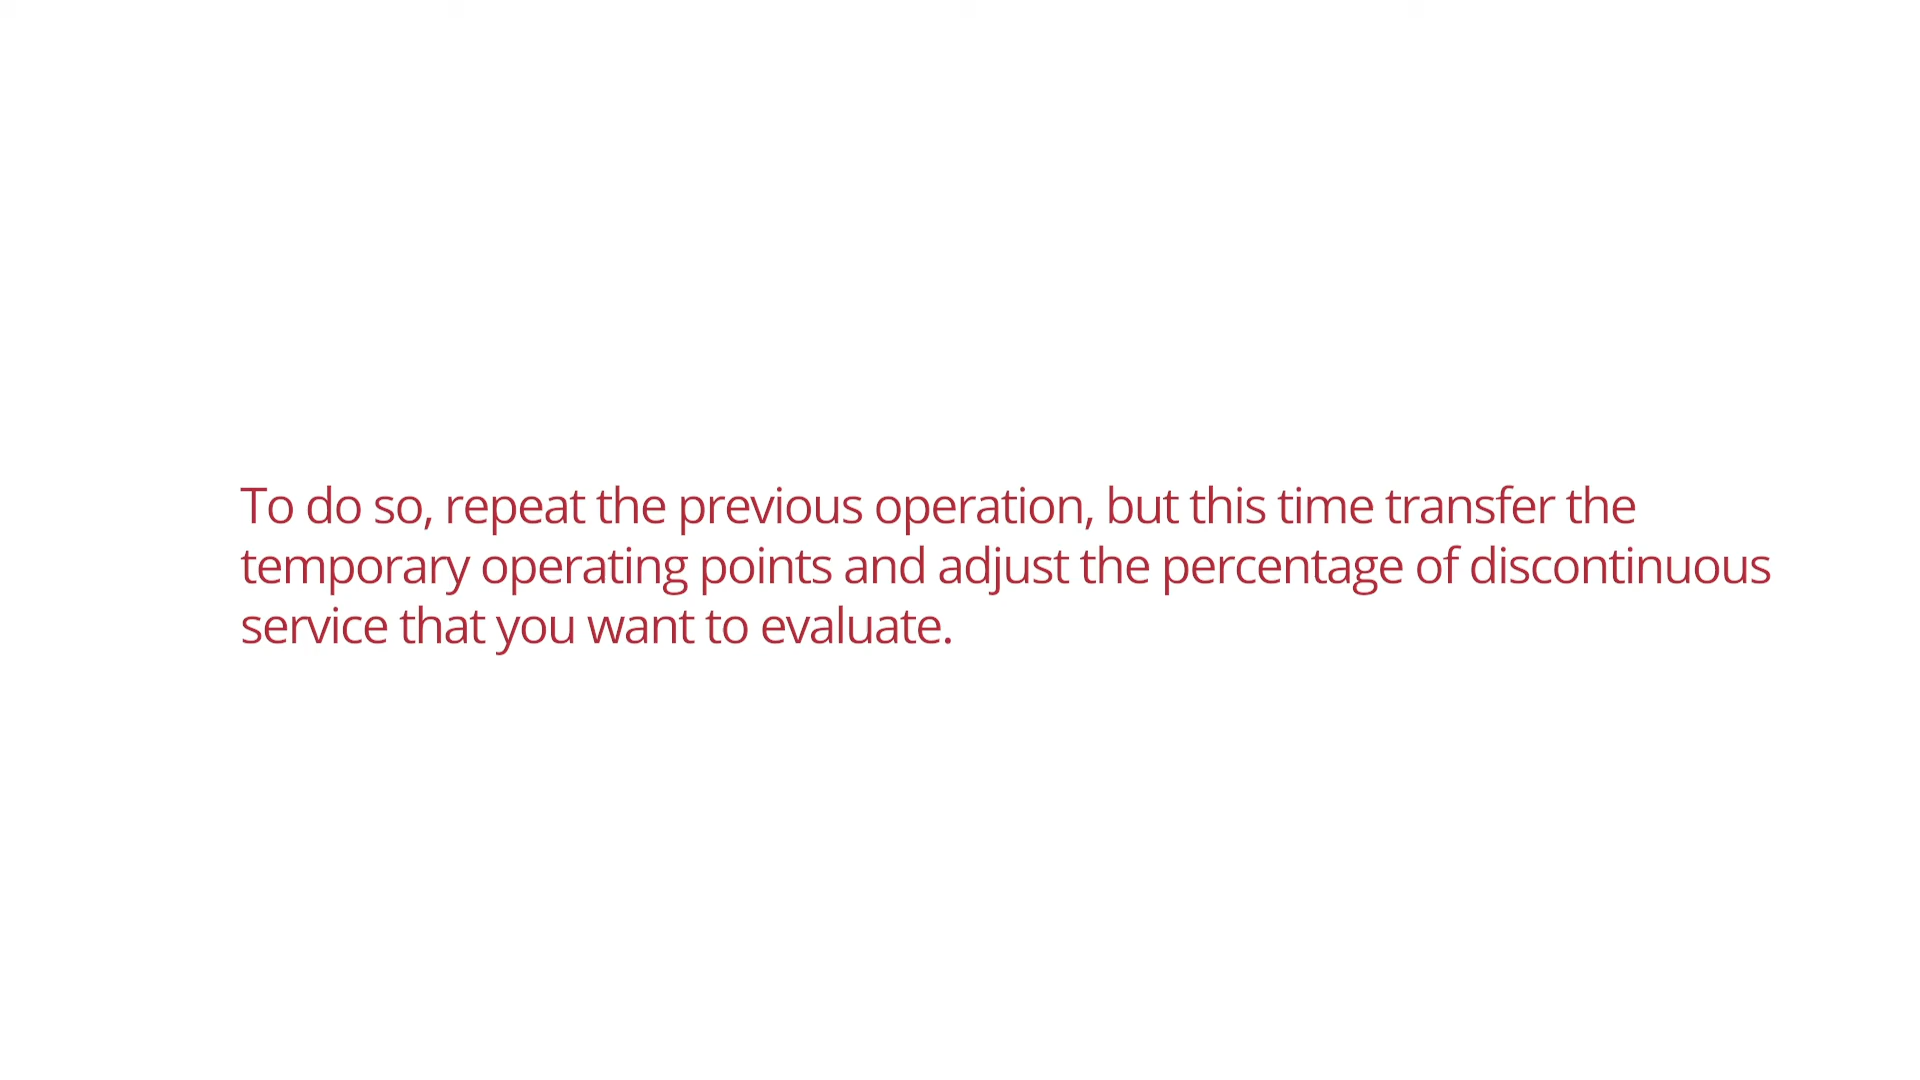 To do so, repeat the previous operation, but this time transfer the
temporary operating points and adjust the percentage of discontinuous
service that you want to evaluate.